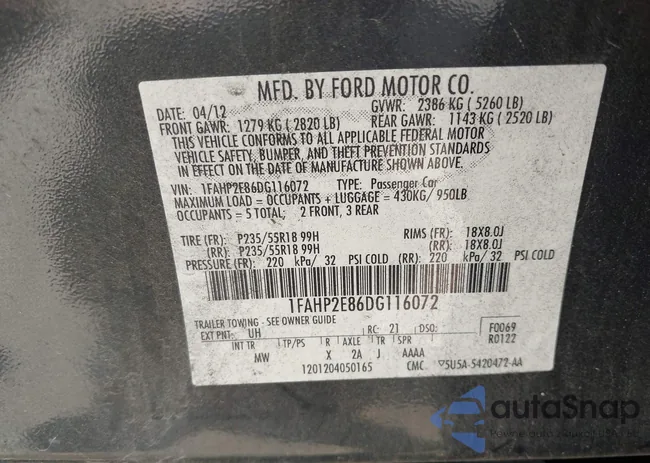 MFD. BY FORD MOTOR CO.
DATE: 04/12 GVWR: 2386 KG ( 5260 LB)
FRONT GAWR: 1279 KG ( 2820 LB) REAR GAWR: 1143 KG ( 2520 LB)
THIS VEHICLE CONFORMS TO ALL APPLICABLE FEDERAL MOTOR
VEHICLE SAFETY, BUMPER, AND THEFT PREVENTION STANDARDS
IN EFFECT ON THE DATE OF MANUFACTURE SHOWN ABOVE.
VIN: 1FAHP2E86DG116072 TYPE: Passenger Car
MAXIMUM LOAD = OCCUPANTS + LUGGAGE = 430KG/ 950LB
OCCUPANTS = 5 TOTAL: 2 FRONT, 3 REAR
TIRE (FR): P235/55R18 99H RIMS (FR): 18X8.0J
(RR): P235/55R18 99H (RR): 18X8.0J
PRESSURE (FR): 220 kPa/ 32 PSI COLD (RR): 220 kPa/ 32 PSI COLD
1FAHP2E86DG116072
TRAILER TOWING - SEE OWNER GUIDE
EXT PNT: UH RC: 21 DSO: F0069
R0122
INT TR TP/PS R AXLE TR SPR
MW X 2A J AAAA
1201204050165 CMC 5U5A-5420472-AA
autoSnap